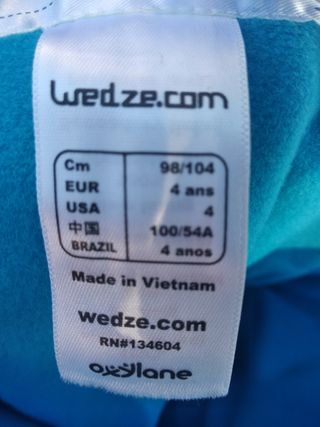 wedze.com
Cm 98/104
EUR 4 ans
USA 4
中国 100/54A
BRAZIL 4 anos
Made in Vietnam
wedze.com
RN#134604
oxylane